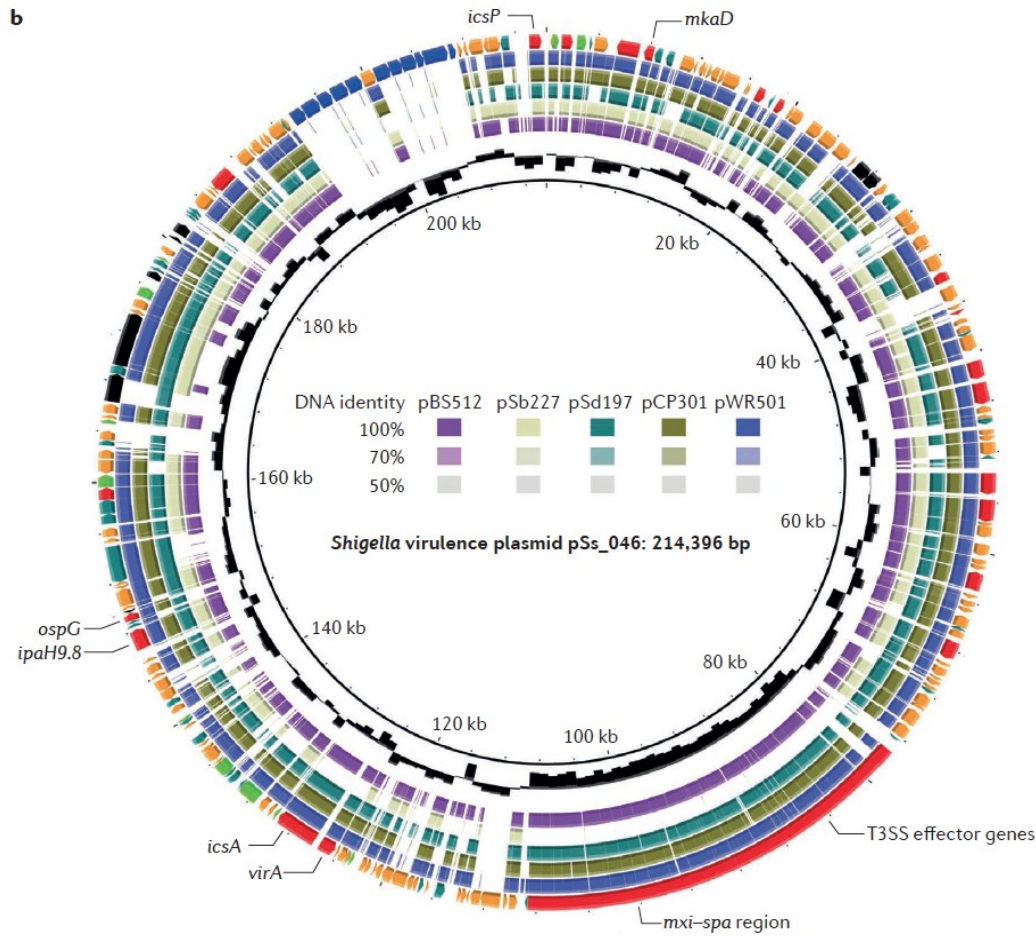 b
icsP
mkaD
200 kb
20 kb
180 kb
40 kb
DNA identity pBS512 pSb227 pSd197 pCP301 pWR501
100%
70%
50%
160 kb
60 kb
Shigella virulence plasmid pSs_046: 214,396 bp
ospG
ipaH9.8
140 kb
80 kb
120 kb
100 kb
T3SS effector genes
icsA
virA
mxi–spa region